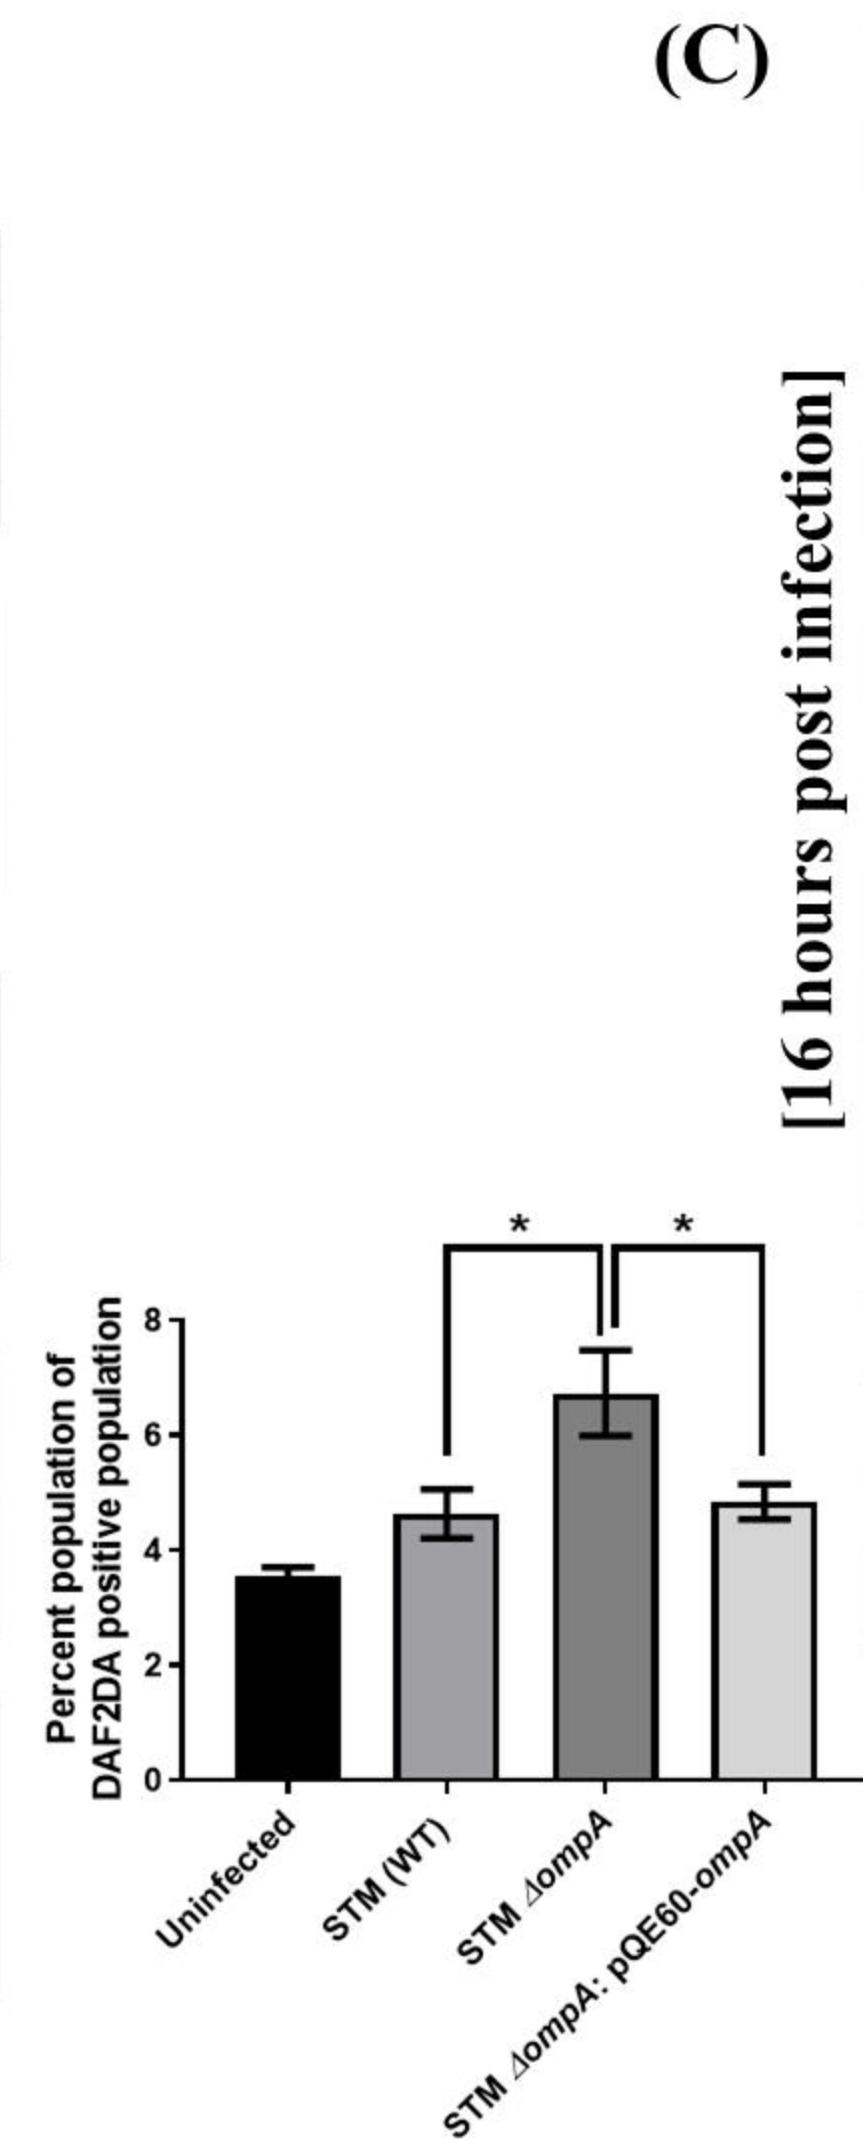 (C)
[16 hours post infection]
* *
Percent population of
DAF2DA positive population
8
6
4
2
0
Uninfected
STM (WT)
STM ΔompA
STM ΔompA: pQE60-ompA